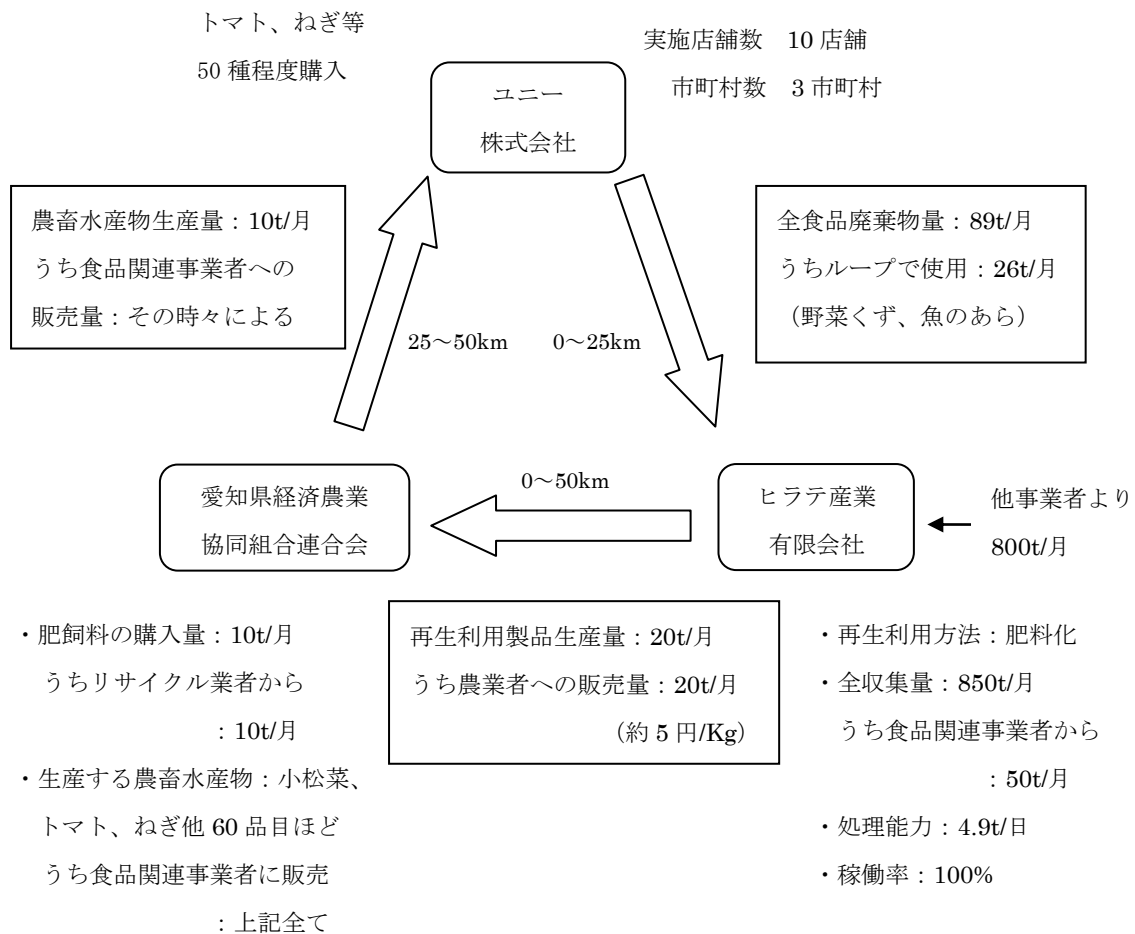 トマト、ねぎ等
50 種程度購入
実施店舗数 10 店舗
市町村数 3 市町村
ユニー
株式会社
農畜水産物生産量：10t/月
うち食品関連事業者への
販売量：その時々による
全食品廃棄物量：89t/月
うちループで使用：26t/月
（野菜くず、魚のあら）
25～50km
0～25km
愛知県経済農業
協同組合連合会
0～50km
ヒラテ産業
有限会社
他事業者より
800t/月
・肥飼料の購入量：10t/月
うちリサイクル業者から
：10t/月
・生産する農畜水産物：小松菜、
トマト、ねぎ他 60 品目ほど
うち食品関連事業者に販売
：上記全て
再生利用製品生産量：20t/月
うち農業者への販売量：20t/月
（約 5 円/Kg）
・再生利用方法：肥料化
・全収集量：850t/月
うち食品関連事業者から
：50t/月
・処理能力：4.9t/日
・稼働率：100%